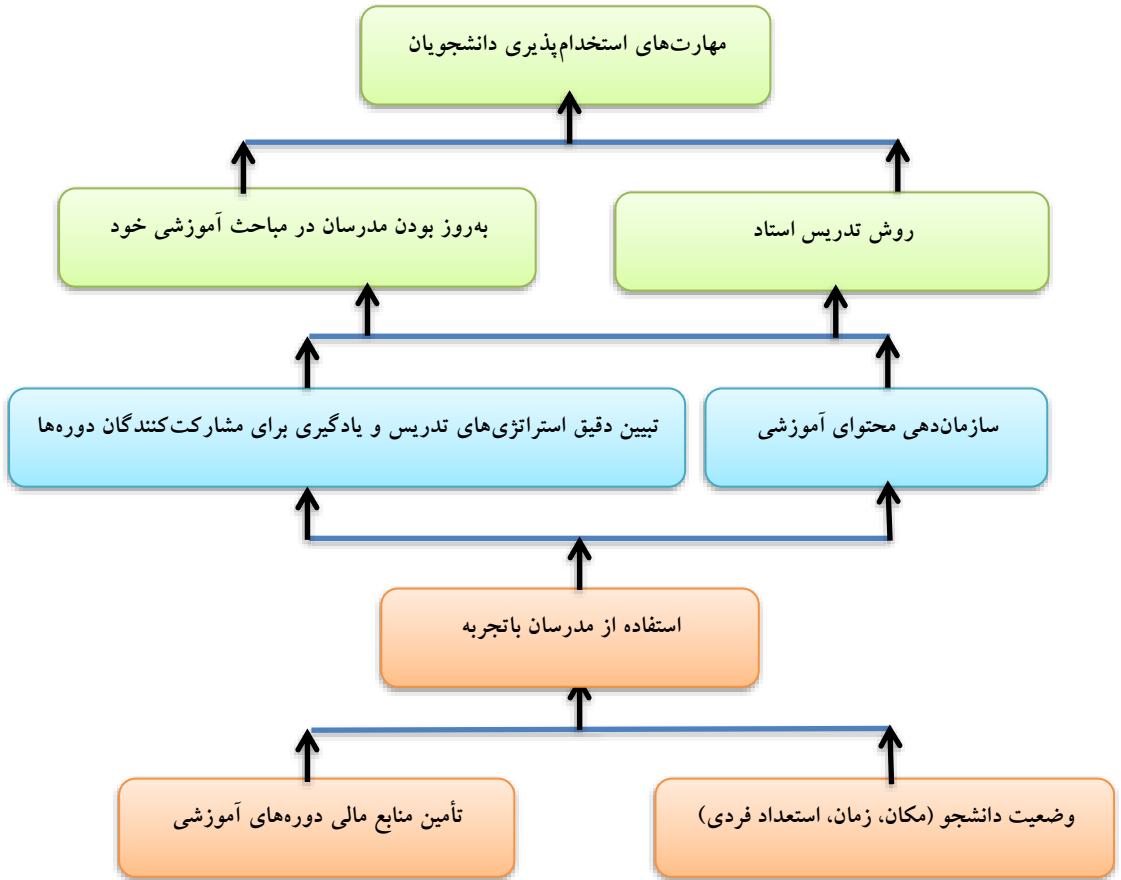 مهارت‌های استخدام‌پذیری دانشجویان
روش تدریس استاد
به‌روز بودن مدرسان در مباحث آموزشی خود
سازمان‌دهی محتوای آموزشی
تبیین دقیق استراتژی‌های تدریس و یادگیری برای مشارکت‌کنندگان دوره‌ها
استفاده از مدرسان باتجربه
وضعیت دانشجو (مکان، زمان، استعداد فردی)
تأمین منابع مالی دوره‌های آموزشی